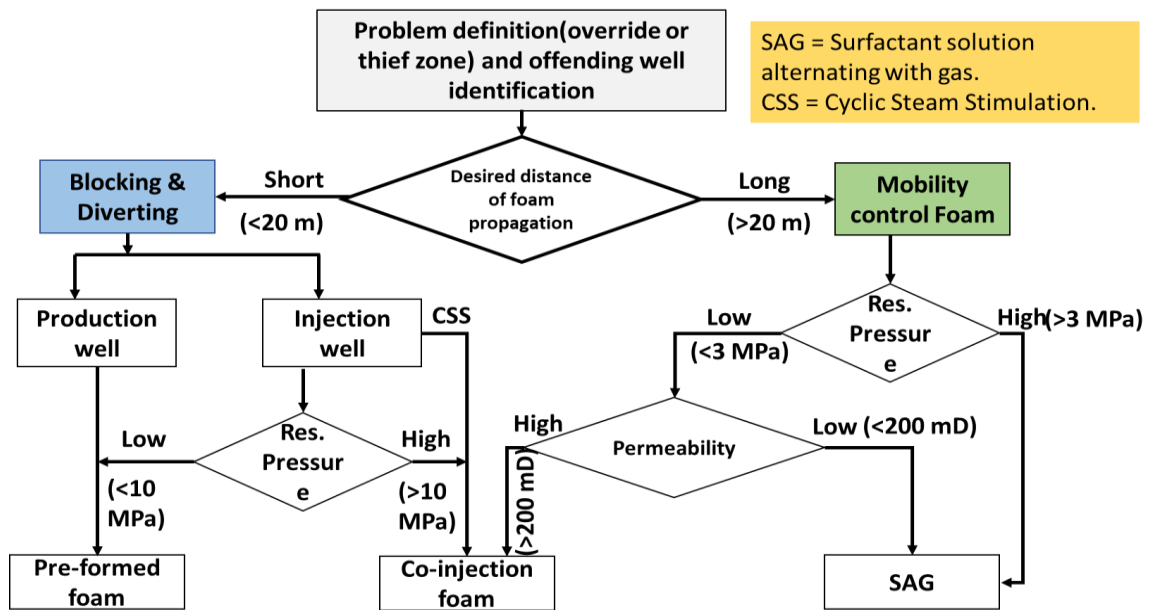 Problem definition(override or
thief zone) and offending well
identification
SAG = Surfactant solution
alternating with gas.
CSS = Cyclic Steam Stimulation.
Blocking &
Diverting
Short
(<20 m)
Desired distance
of foam
propagation
Long
(>20 m)
Mobility
control Foam
Production
well
Injection
well
CSS
Low
(<3 MPa)
Res.
Pressur
e
High(>3 MPa)
Low
(<10
MPa)
Res.
Pressur
e
High
(>10
MPa)
High
(>200 mD)
Permeability
Low (<200 mD)
Pre-formed
foam
Co-injection
foam
SAG